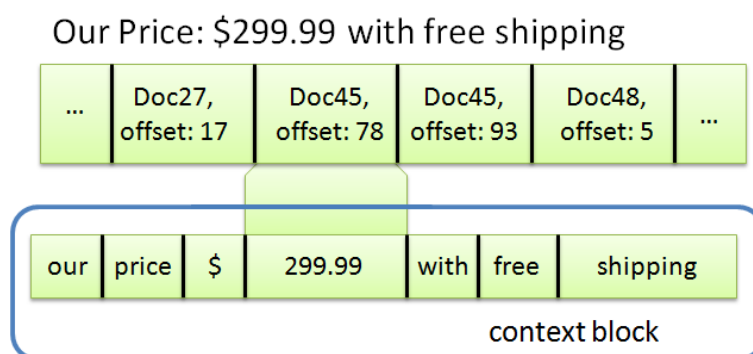 Our Price: $299.99 with free shipping
... Doc27, Doc45, Doc45, Doc48, ...
offset: 17 offset: 78 offset: 93 offset: 5
our price $ 299.99 with free shipping
context block